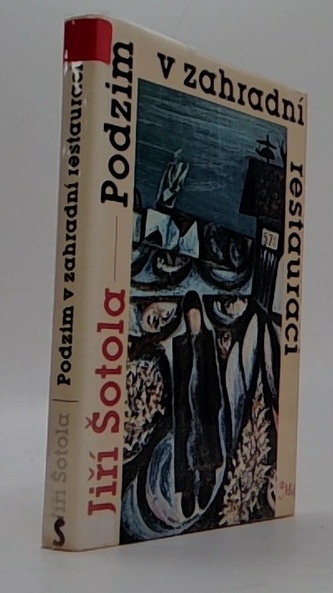 Jiří Šotola
Podzim
v zahradní
restauraci
Jiří Šotola | Podzim v zahradní restauraci